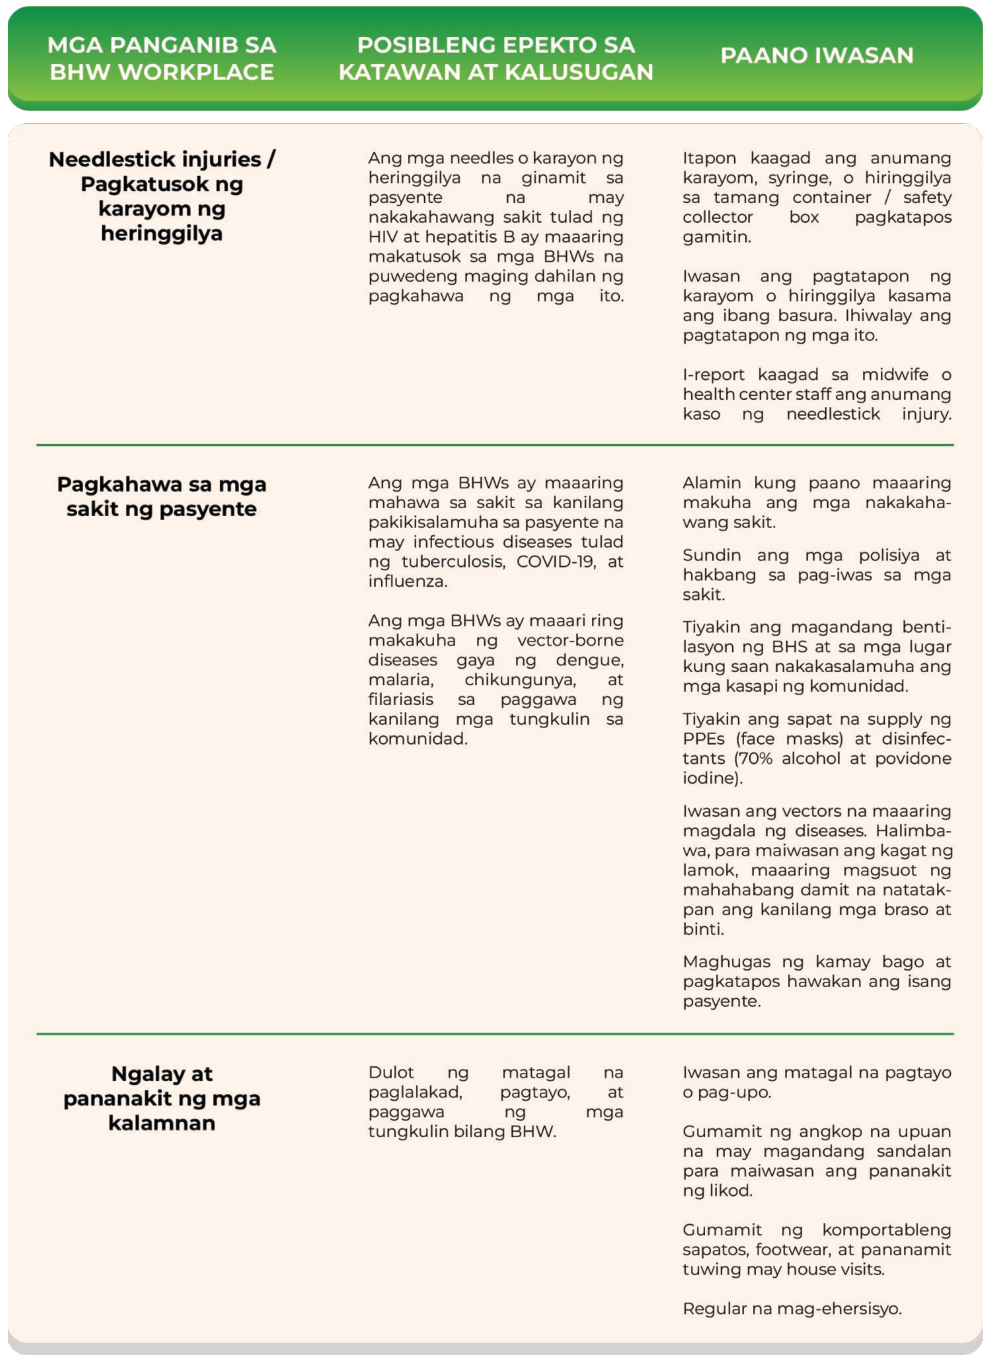 MGA PANGANIB SA
BHW WORKPLACE
POSIBLENG EPEKTO SA
KATAWAN AT KALUSUGAN
PAANO IWASAN
Needlestick injuries /
Pagkatusok ng
karayom ng
heringgilya
Ang mga needles o karayon ng
heringgilya na ginamit sa
pasyente na may
nakakahawang sakit tulad ng
HIV at hepatitis B ay maaaring
makatusok sa mga BHWs na
puwedeng maging dahilan ng
pagkahawa ng mga ito.
Itapon kaagad ang anumang
karayom, syringe, o hiringgilya
sa tamang container / safety
collector box pagkatapos
gamitin.
Iwasan ang pagtatapon ng
karayom o hiringgilya kasama
ang ibang basura. Ihiwalay ang
pagtatapon ng mga ito.
I-report kaagad sa midwife o
health center staff ang anumang
kaso ng needlestick injury.
Pagkahawa sa mga
sakit ng pasyente
Ang mga BHWs ay maaaring
mahawa sa sakit sa kanilang
pakikisalamuha sa pasyente na
may infectious diseases tulad
ng tuberculosis, COVID-19, at
influenza.
Ang mga BHWs ay maaari ring
makakuha ng vector-borne
diseases gaya ng dengue,
malaria, chikungunya, at
filariasis sa paggawa ng
kanilang mga tungkulin sa
komunidad.
Alamin kung paano maaaring
makuha ang mga nakakaha-
wang sakit.
Sundin ang mga polisiya at
hakbang sa pag-iwas sa mga
sakit.
Tiyakin ang magandang benti-
lasyon ng BHS at sa mga lugar
kung saan nakakasalamuha ang
mga kasapi ng komunidad.
Tiyakin ang sapat na supply ng
PPEs (face masks) at disinfec-
tants (70% alcohol at povidone
iodine).
Iwasan ang vectors na maaaring
magdala ng diseases. Halimba-
wa, para maiwasan ang kagat ng
lamok, maaaring magsuot ng
mahahabang damit na natatak-
pan ang kanilang mga braso at
binti.
Maghugas ng kamay bago at
pagkatapos hawakan ang isang
pasyente.
Ngalay at
pananakit ng mga
kalamnan
Dulot ng matagal na
paglalakad, pagtayo, at
paggawa ng mga
tungkulin bilang BHW.
Iwasan ang matagal na pagtayo
o pag-upo.
Gumamit ng angkop na upuan
na may magandang sandalan
para maiwasan ang pananakit
ng likod.
Gumamit ng komportableng
sapatos, footwear, at pananamit
tuwing may house visits.
Regular na mag-ehersisyo.